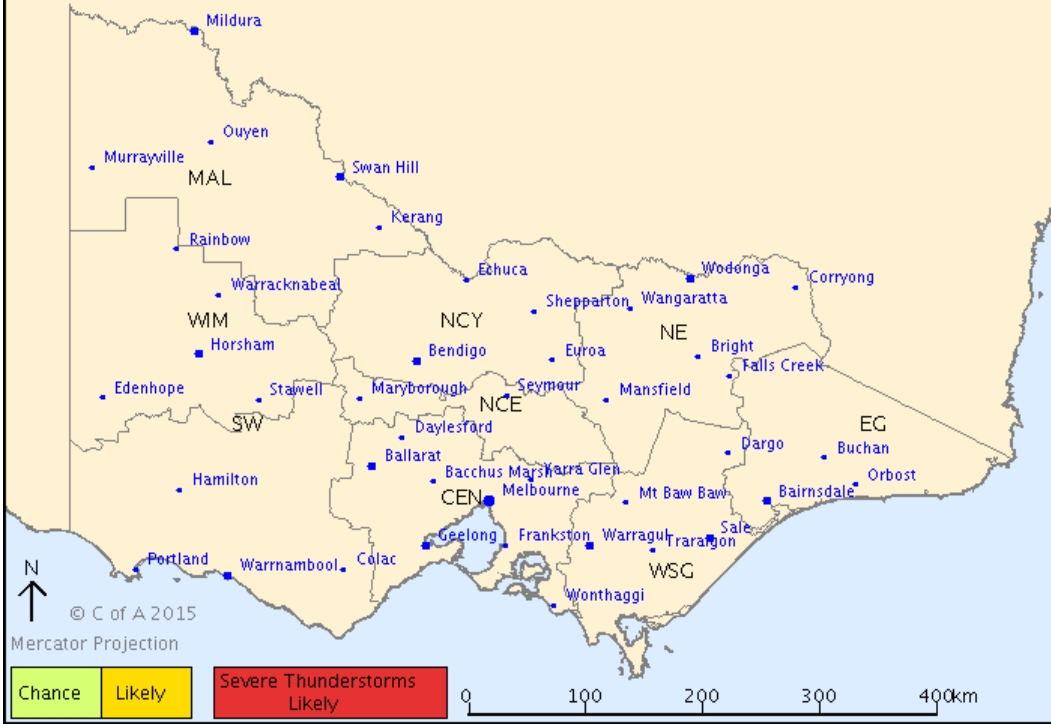 Mildura
Ouyen
Murrayville
MAL
Swan Hill
Kerang
Rainbow
Echuca
Wodonga
Corryong
Warracknabeal
Shepparton
Wangaratta
WIM
NCY
NE
Horsham
Bendigo
Euroa
Bright
Falls Creek
Edenhope
Stawell
Maryborough
Seymour
Mansfield
NCE
SW
EG
Daylesford
Dargo
Buchan
Ballarat
Bacchus Marsh
Yarra Glen
Hamilton
CEN
Melbourne
Mt Baw Baw
Bairnsdale
Orbost
Geelong
Frankston
Warragul
Sale
Traralgon
Portland
Warrnambool
Colac
WSG
N
Wonthaggi
© C of A 2015
Mercator Projection
Chance
Likely
Severe Thunderstorms
Likely
0
100
200
300
400km